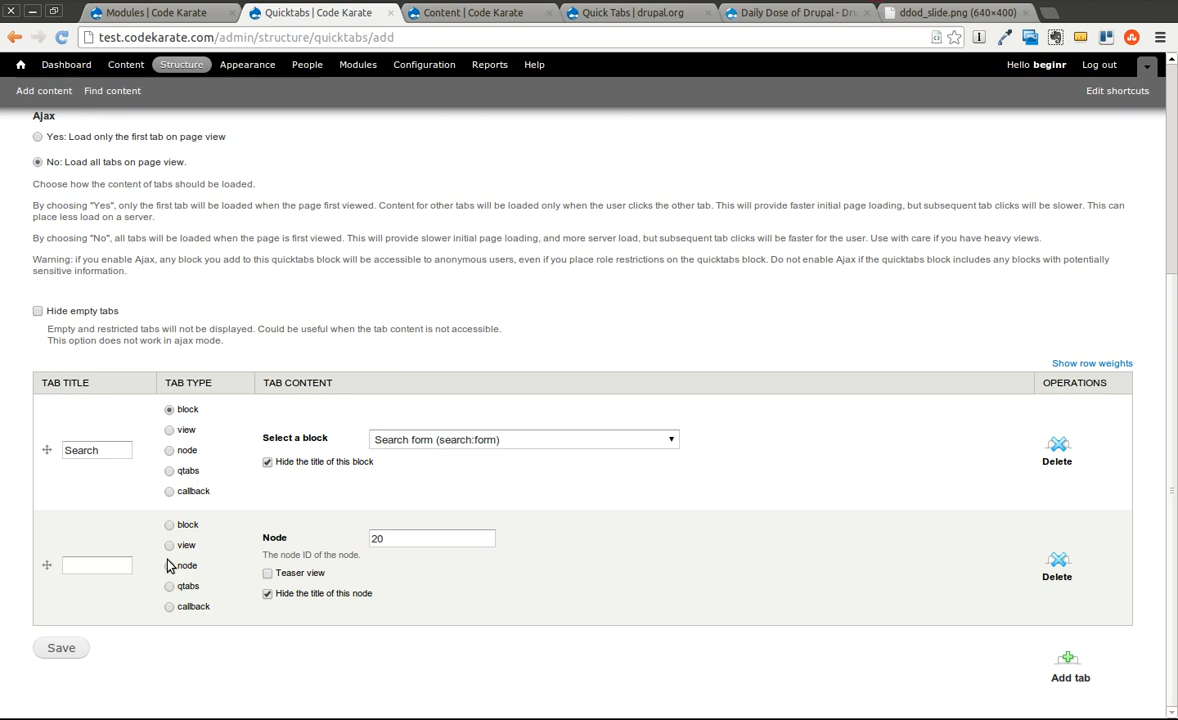 Modules | Code Karate
Quicktabs | Code Karate
Content | Code Karate
Quick Tabs | drupal.org
Daily Dose of Drupal - Dru
ddod_slide.png (640×400)
test.codekarate.com/admin/structure/quicktabs/add
Dashboard Content Structure Appearance People Modules Configuration Reports Help Hello beginr Log out
Add content Find content Edit shortcuts
Ajax
Yes: Load only the first tab on page view
No: Load all tabs on page view.
Choose how the content of tabs should be loaded.
By choosing "Yes", only the first tab will be loaded when the page first viewed. Content for other tabs will be loaded only when the user clicks the other tab. This will provide faster initial page loading, but subsequent tab clicks will be slower. This can
place less load on a server.
By choosing "No", all tabs will be loaded when the page is first viewed. This will provide slower initial page loading, and more server load, but subsequent tab clicks will be faster for the user. Use with care if you have heavy views.
Warning: if you enable Ajax, any block you add to this quicktabs block will be accessible to anonymous users, even if you place role restrictions on the quicktabs block. Do not enable Ajax if the quicktabs block includes any blocks with potentially
sensitive information.
Hide empty tabs
Empty and restricted tabs will not be displayed. Could be useful when the tab content is not accessible.
This option does not work in ajax mode.
Show row weights
TAB TITLE TAB TYPE TAB CONTENT OPERATIONS
Search
block
view
node
qtabs
callback
Select a block Search form (search:form)
Hide the title of this block
Delete
block
view
node
qtabs
callback
Node 20
The node ID of the node.
Teaser view
Hide the title of this node
Delete
Save
Add tab